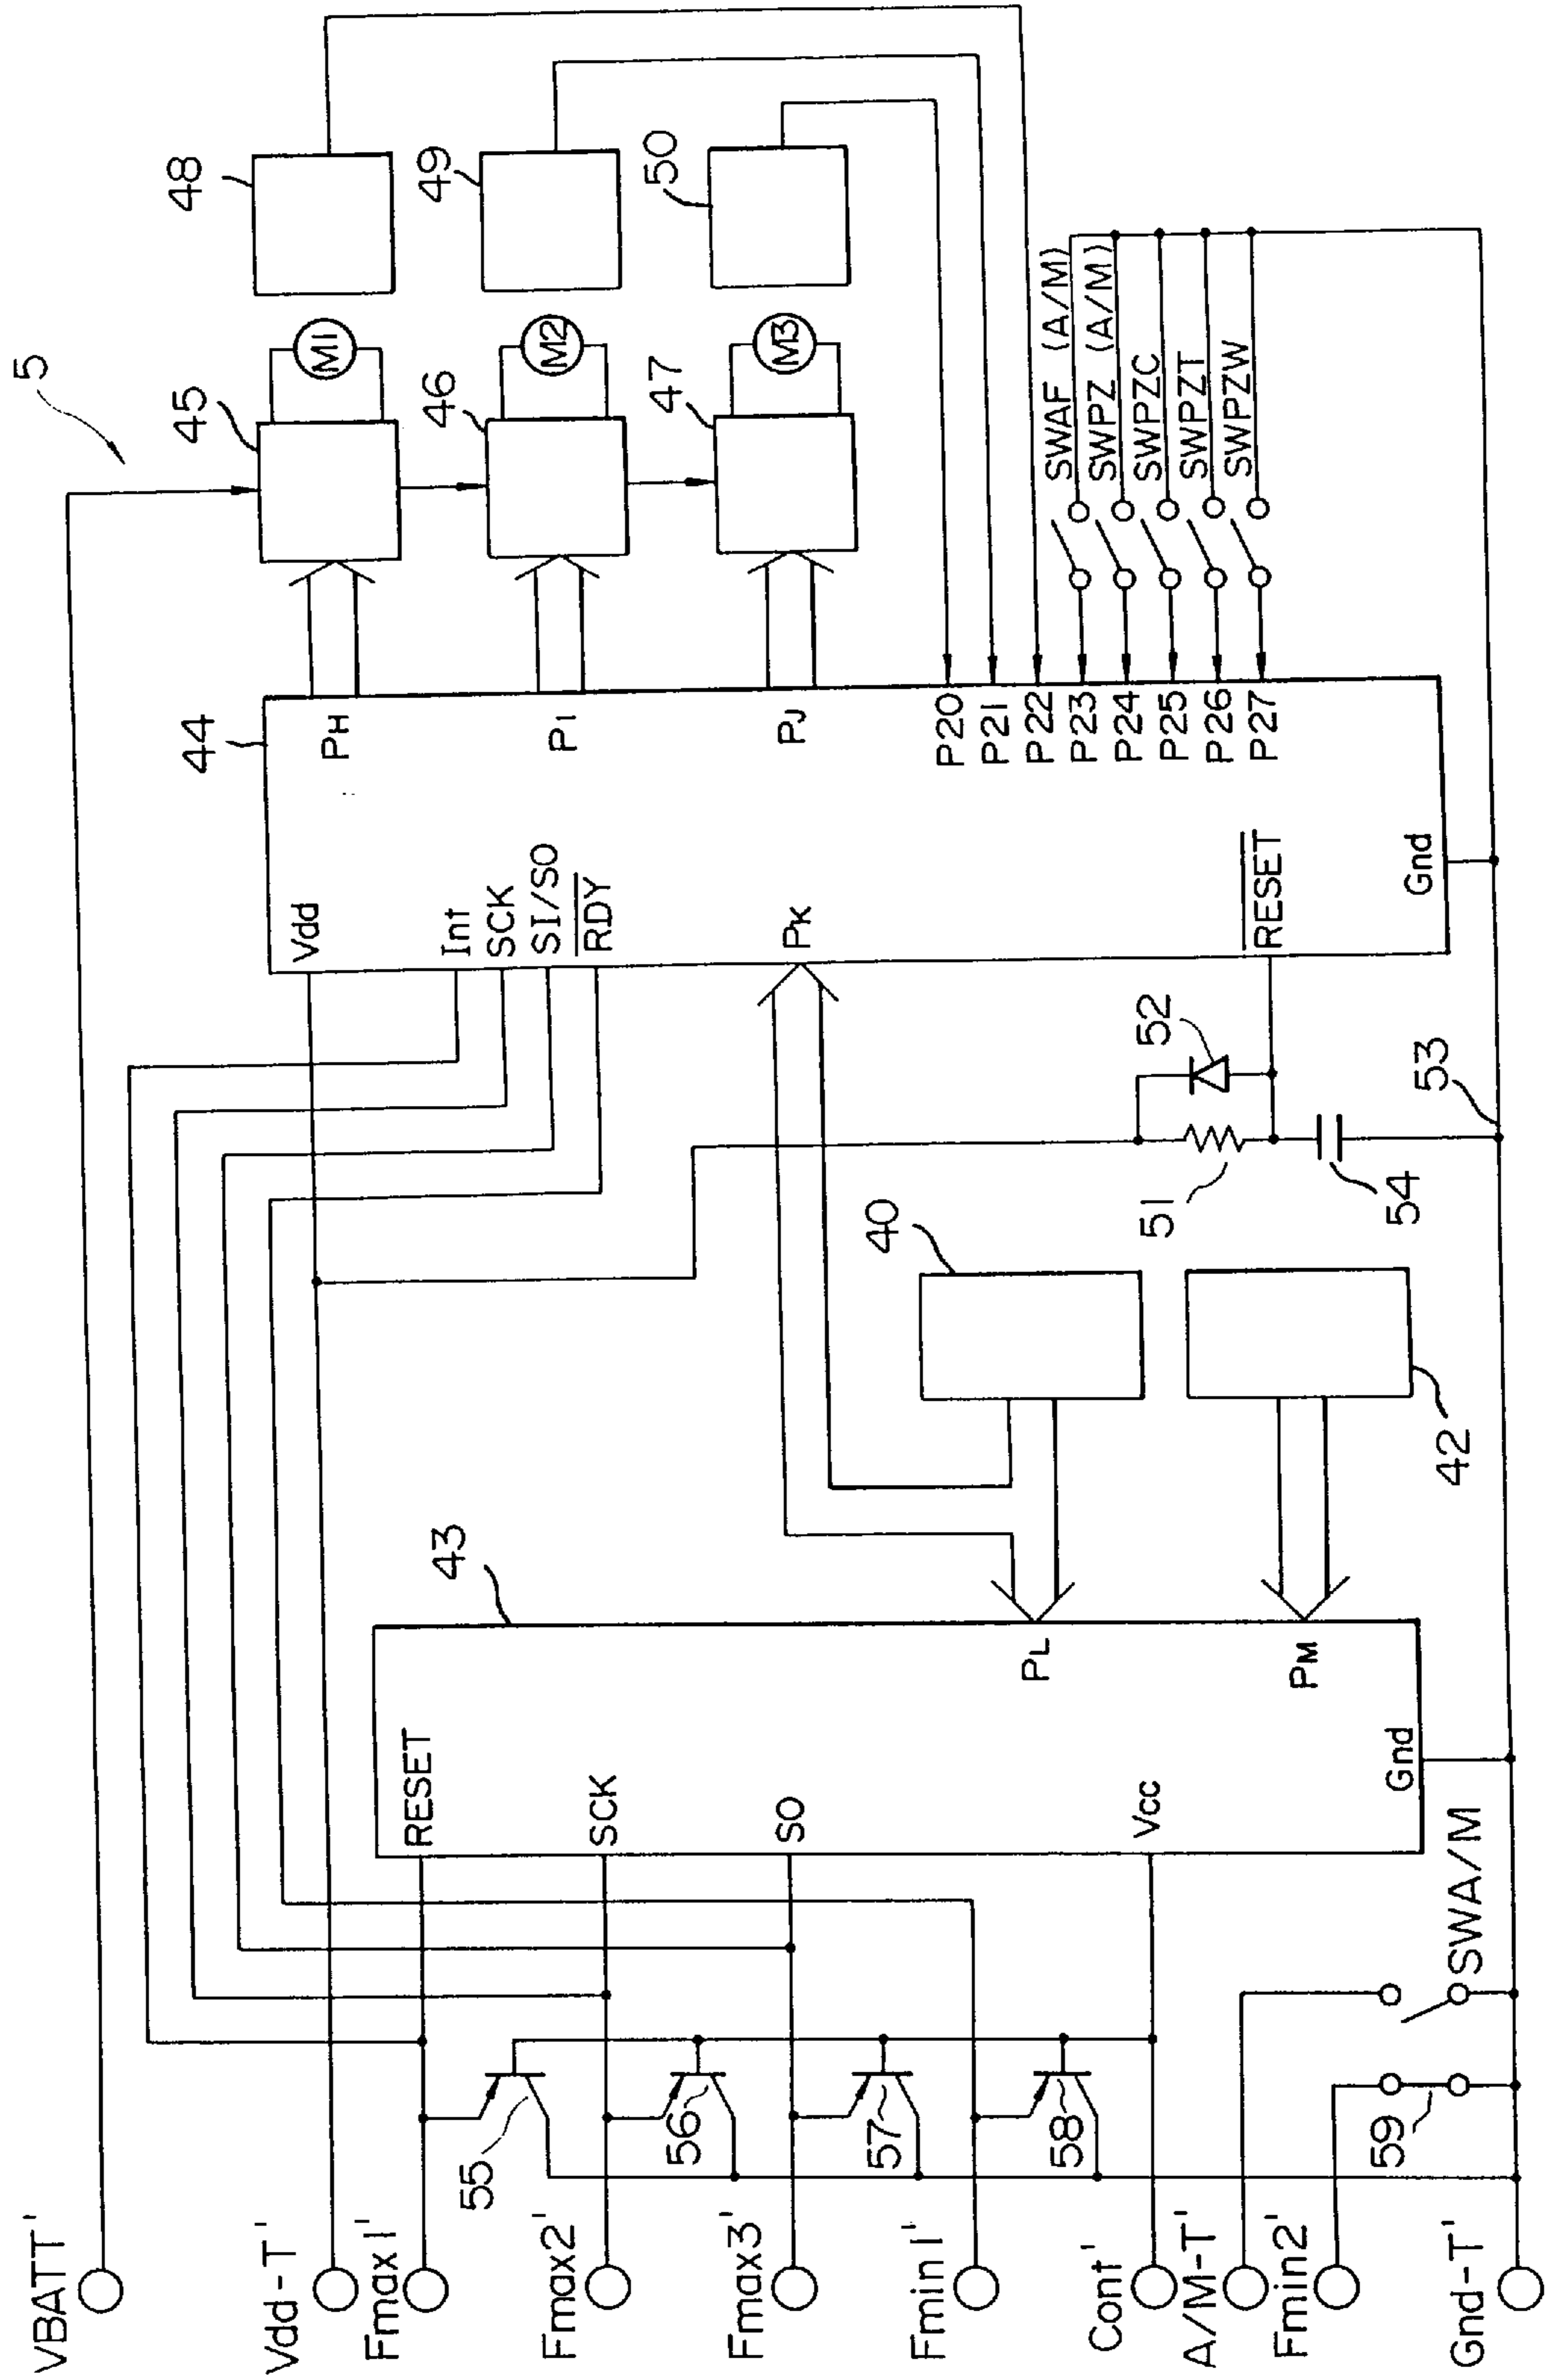 5
VBATT'
Vdd-T'
Fmax1'
Fmax2'
Fmax3'
Fmin1'
Cont'
A/M-T'
Fmin2'
Gnd-T'
55
56
57
58
59
SWA/M
43
RESET
SCK
SO
Vcc
Gnd
PL
PM
40
42
51
52
53
54
44
Vdd
Int
SCK
SI/SO
RDY
PK
RESET
Gnd
PH
PI
PJ
P20
P21
P22
P23
P24
P25
P26
P27
45
46
47
M1
M2
M3
48
49
50
SWAF (A/M)
SWPZ (A/M)
SWPZC
SWPZT
SWPZW